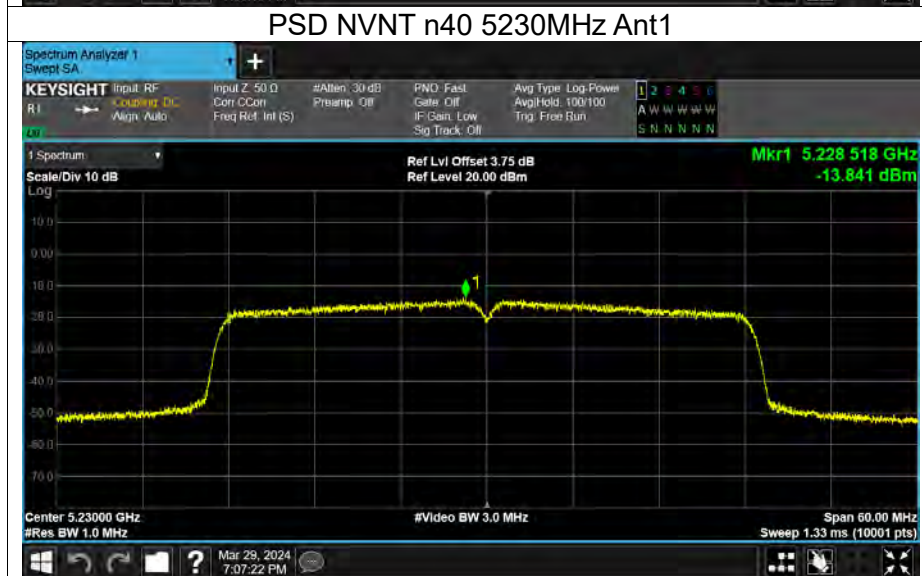 PSD NVNT n40 5230MHz Ant1
Spectrum Analyzer 1
Swept SA
+
KEYSIGHT Input: RF
Coupling: DC
Align: Auto
Input Z: 50 Ω
Corr CCorr
Freq Ref: Int (S)
#Atten: 30 dB
Preamp: Off
PNO: Fast
Gate: Off
IF Gain: Low
Sig Track: Off
Avg Type: Log-Power
Avg|Hold: 100/100
Trig: Free Run
1 2 3 4 5 6
A W W W W W
S N N N N N
1 Spectrum
Scale/Div 10 dB
Ref Lvl Offset 3.75 dB
Ref Level 20.00 dBm
Mkr1 5.228 518 GHz
-13.841 dBm
Log
10.0
0.00
-40.0
-50.0
-60.0
-70.0
1
Center 5.23000 GHz
#Res BW 1.0 MHz
#Video BW 3.0 MHz
Span 60.00 MHz
Sweep 1.33 ms (10001 pts)
?
Mar 29, 2024
7:07:22 PM